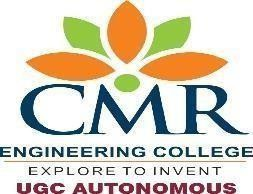 CMR
ENGINEERING COLLEGE
EXPLORE TO INVENT
UGC AUTONOMOUS